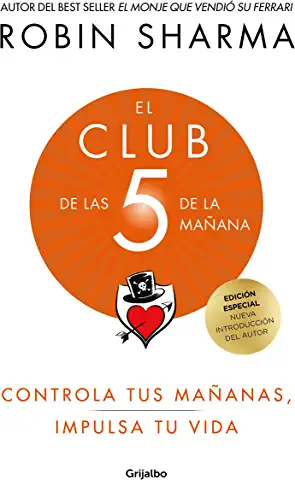 AUTOR DEL BEST SELLER EL MONJE QUE VENDIÓ SU FERRARI
ROBIN SHARMA
EL
CLUB
DE LAS 5 DE LA
MAÑANA
EDICIÓN
ESPECIAL
NUEVA
INTRODUCCIÓN
DEL AUTOR
CONTROLA TUS MAÑANAS,
IMPULSA TU VIDA
Grijalbo